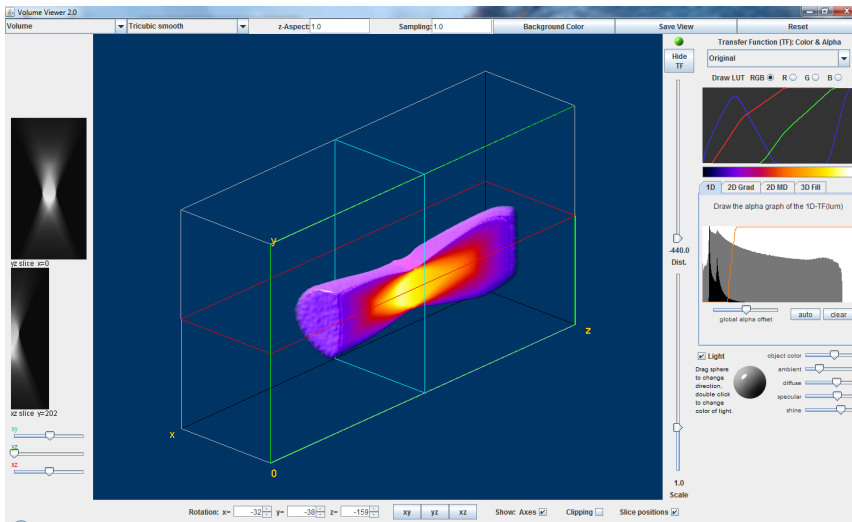 Volume Viewer 2.0
Volume Tricubic smooth z-Aspect: 1.0 Sampling: 1.0 Background Color Save View Reset
Hide TF
Transfer Function (TF): Color & Alpha
Original
Draw LUT RGB R G B
1D 2D Grad 2D MD 3D Fill
Draw the alpha graph of the 1D-TF(lum)
-440.0
Dist.
global alpha offset auto clear
Light
Drag sphere
to change
direction,
double click
to change
color of light.
object color
ambient
diffuse
specular
shine
1.0
Scale
yz slice x=0
xz slice y=202
xy
yz
xz
y
z
x
0
Rotation: x= -32 y= -38 z= -159 xy yz xz Show: Axes Clipping Slice positions